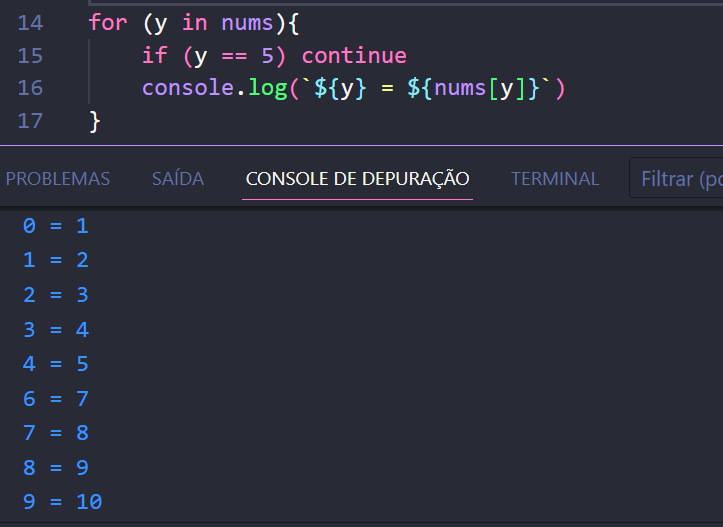 14 for (y in nums){
15 if (y == 5) continue
16 console.log(`${y} = ${nums[y]}`)
17 }
PROBLEMAS SAÍDA CONSOLE DE DEPURAÇÃO TERMINAL Filtrar (po
0 = 1
1 = 2
2 = 3
3 = 4
4 = 5
6 = 7
7 = 8
8 = 9
9 = 10